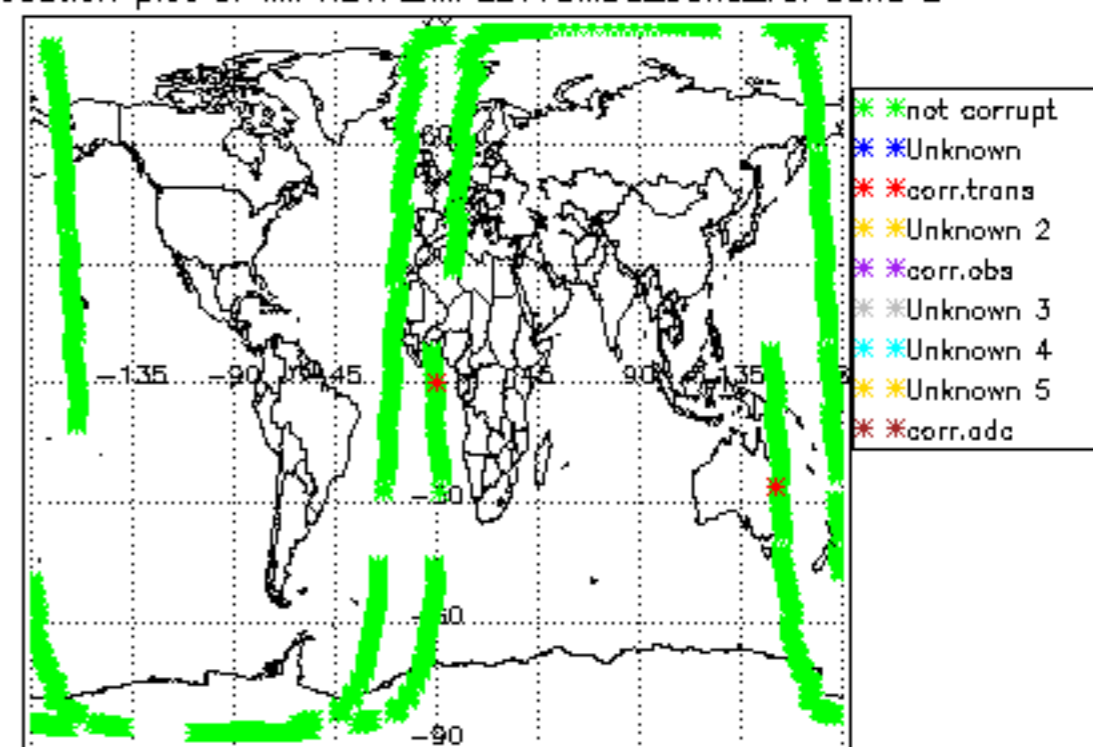 60
-135 -90 45 45 90 135
-30
-60
-90
not corrupt
Unknown
corr.trans
Unknown 2
corr.obs
Unknown 3
Unknown 4
Unknown 5
corr.adc